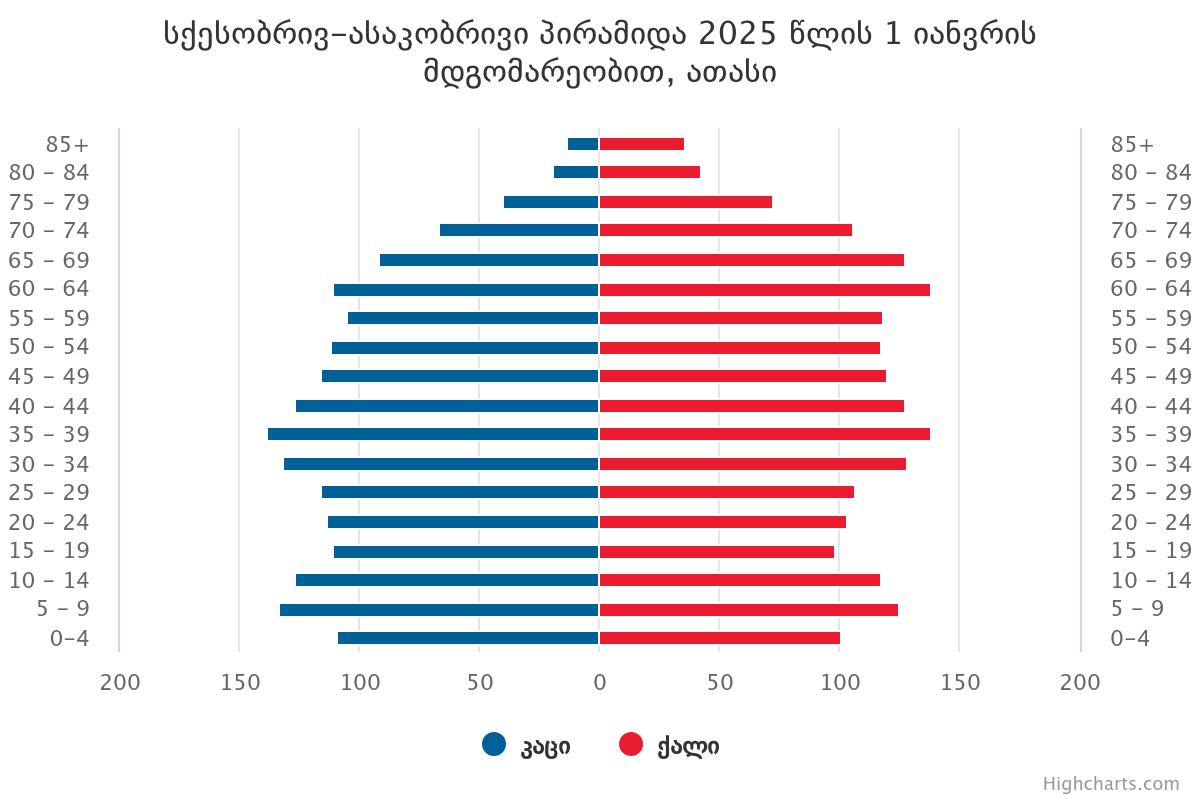 სქესობრივ–ასაკობრივი პირამიდა 2025 წლის 1 იანვრის
მდგომარეობით, ათასი
85+ 85+
80 – 84 80 – 84
75 – 79 75 – 79
70 – 74 70 – 74
65 – 69 65 – 69
60 – 64 60 – 64
55 – 59 55 – 59
50 – 54 50 – 54
45 – 49 45 – 49
40 – 44 40 – 44
35 – 39 35 – 39
30 – 34 30 – 34
25 – 29 25 – 29
20 – 24 20 – 24
15 – 19 15 – 19
10 – 14 10 – 14
5 – 9 5 – 9
0–4 0–4
200 150 100 50 0 50 100 150 200
კაცი ქალი
Highcharts.com